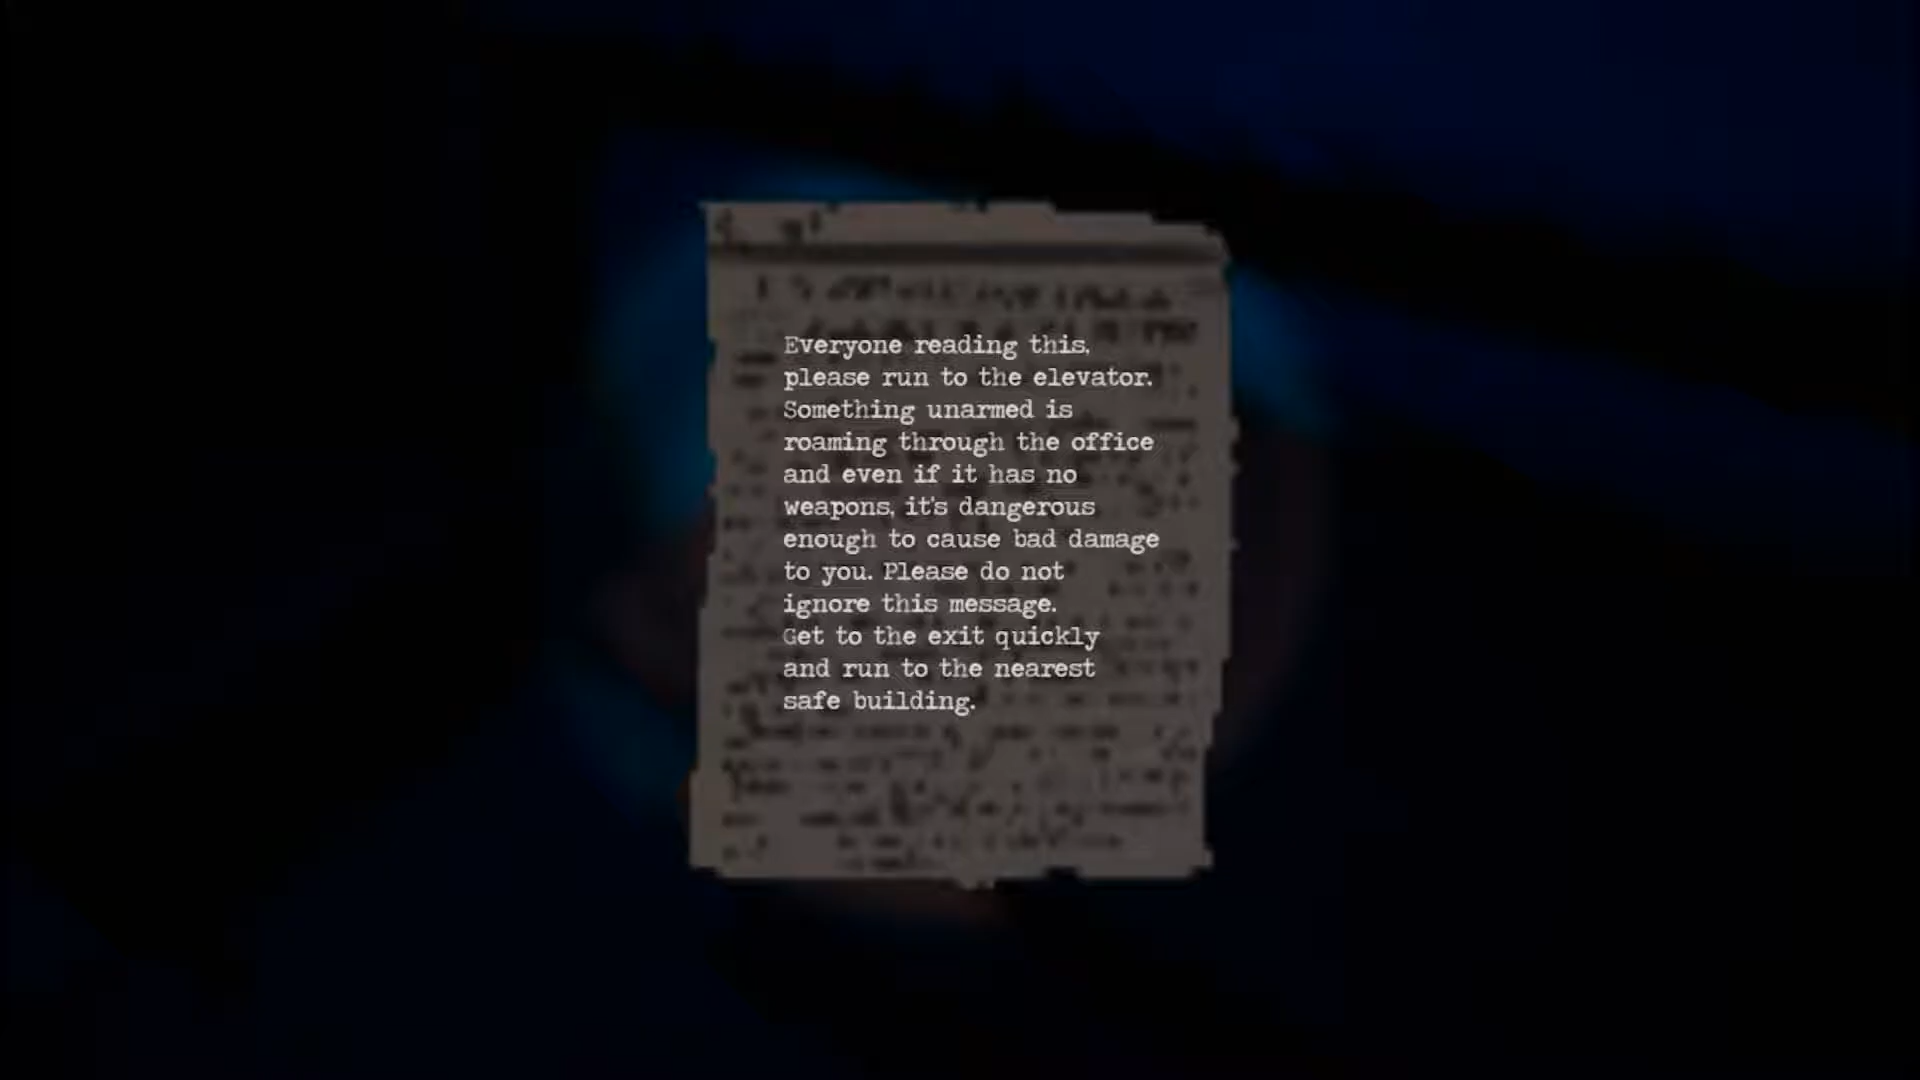 Everyone reading this,
please run to the elevator.
Something unarmed is
roaming through the office
and even if it has no
weapons, it's dangerous
enough to cause bad damage
to you. Please do not
ignore this message.
Get to the exit quickly
and run to the nearest
safe building.